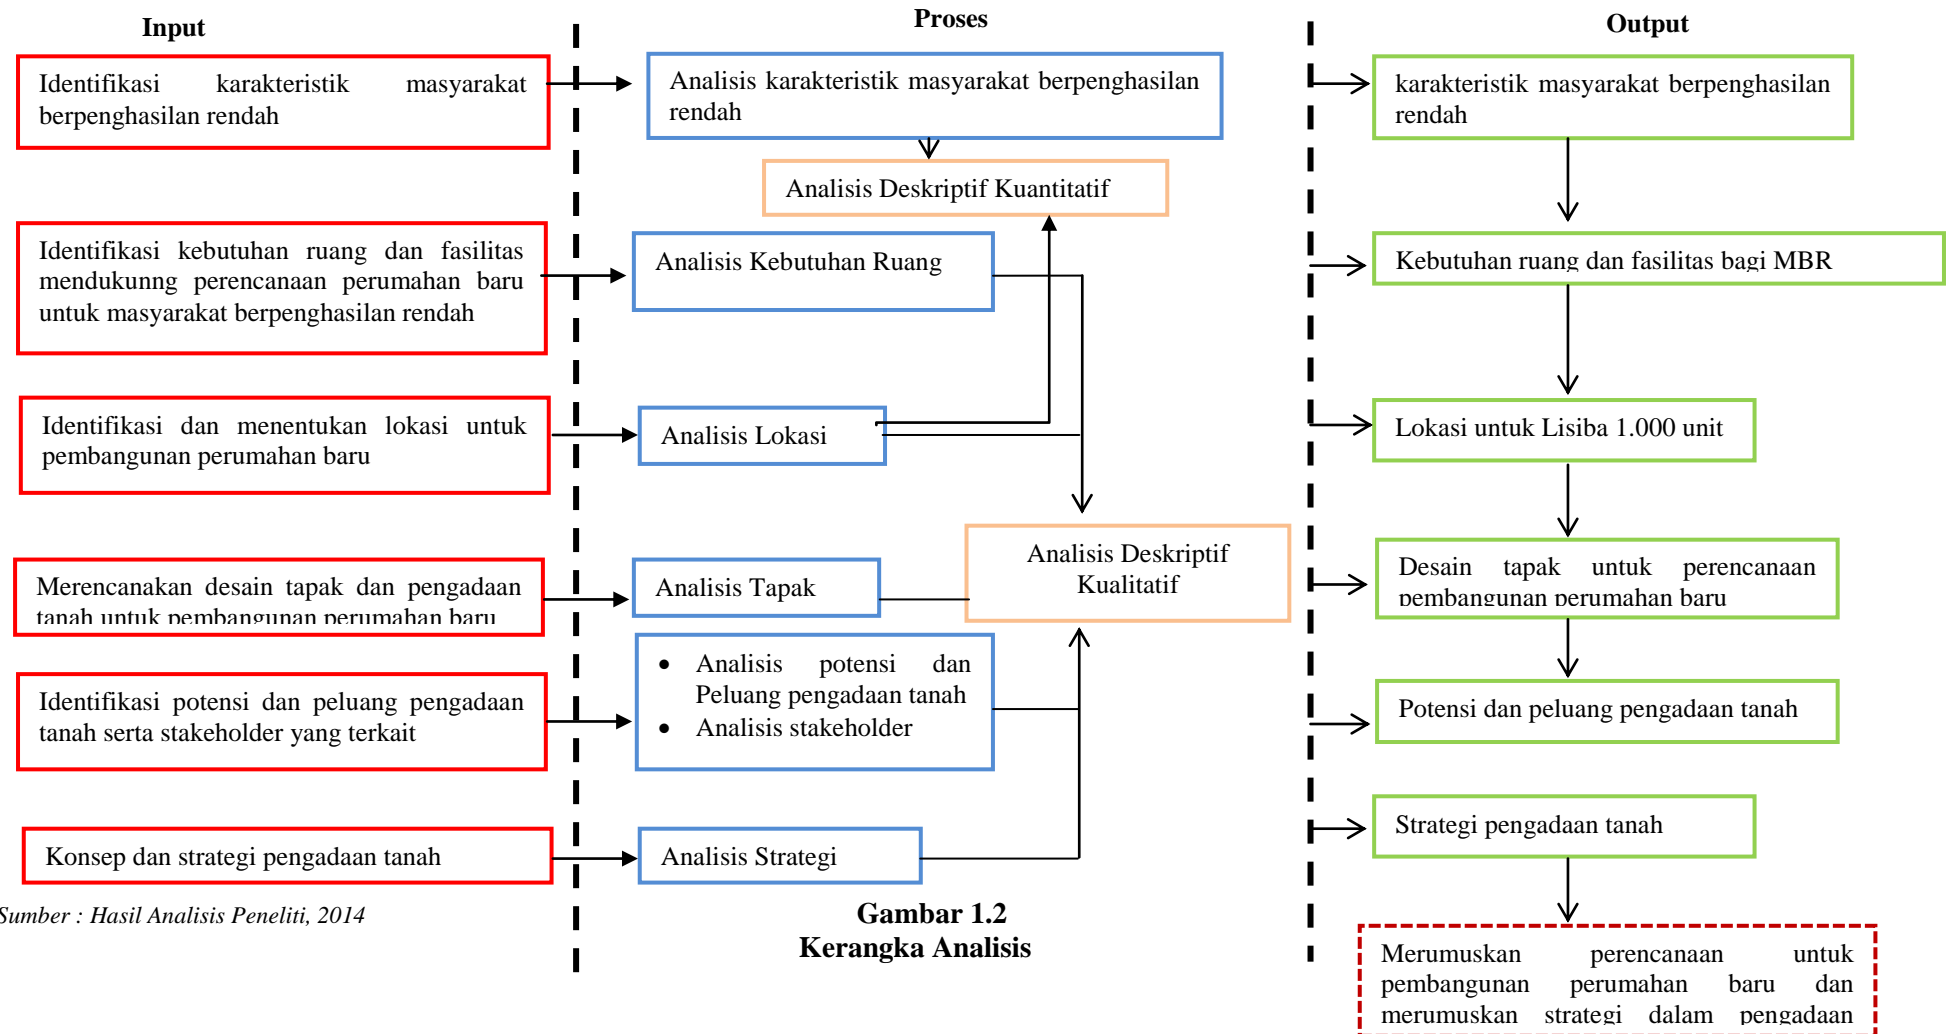 Input
Proses
Output
Identifikasi karakteristik masyarakat
berpenghasilan rendah
Analisis karakteristik masyarakat berpenghasilan
rendah
karakteristik masyarakat berpenghasilan
rendah
Analisis Deskriptif Kuantitatif
Identifikasi kebutuhan ruang dan fasilitas
mendukunng perencanaan perumahan baru
untuk masyarakat berpenghasilan rendah
Analisis Kebutuhan Ruang
Kebutuhan ruang dan fasilitas bagi MBR
Identifikasi dan menentukan lokasi untuk
pembangunan perumahan baru
Analisis Lokasi
Lokasi untuk Lisiba 1.000 unit
Merencanakan desain tapak dan pengadaan
tanah untuk pembangunan perumahan baru
Analisis Tapak
Analisis Deskriptif
Kualitatif
Desain tapak untuk perencanaan
pembangunan perumahan baru
Identifikasi potensi dan peluang pengadaan
tanah serta stakeholder yang terkait
• Analisis potensi dan
Peluang pengadaan tanah
• Analisis stakeholder
Potensi dan peluang pengadaan tanah
Konsep dan strategi pengadaan tanah
Analisis Strategi
Strategi pengadaan tanah
Sumber : Hasil Analisis Peneliti, 2014
Gambar 1.2
Kerangka Analisis
Merumuskan perencanaan untuk
pembangunan perumahan baru dan
merumuskan strategi dalam pengadaan